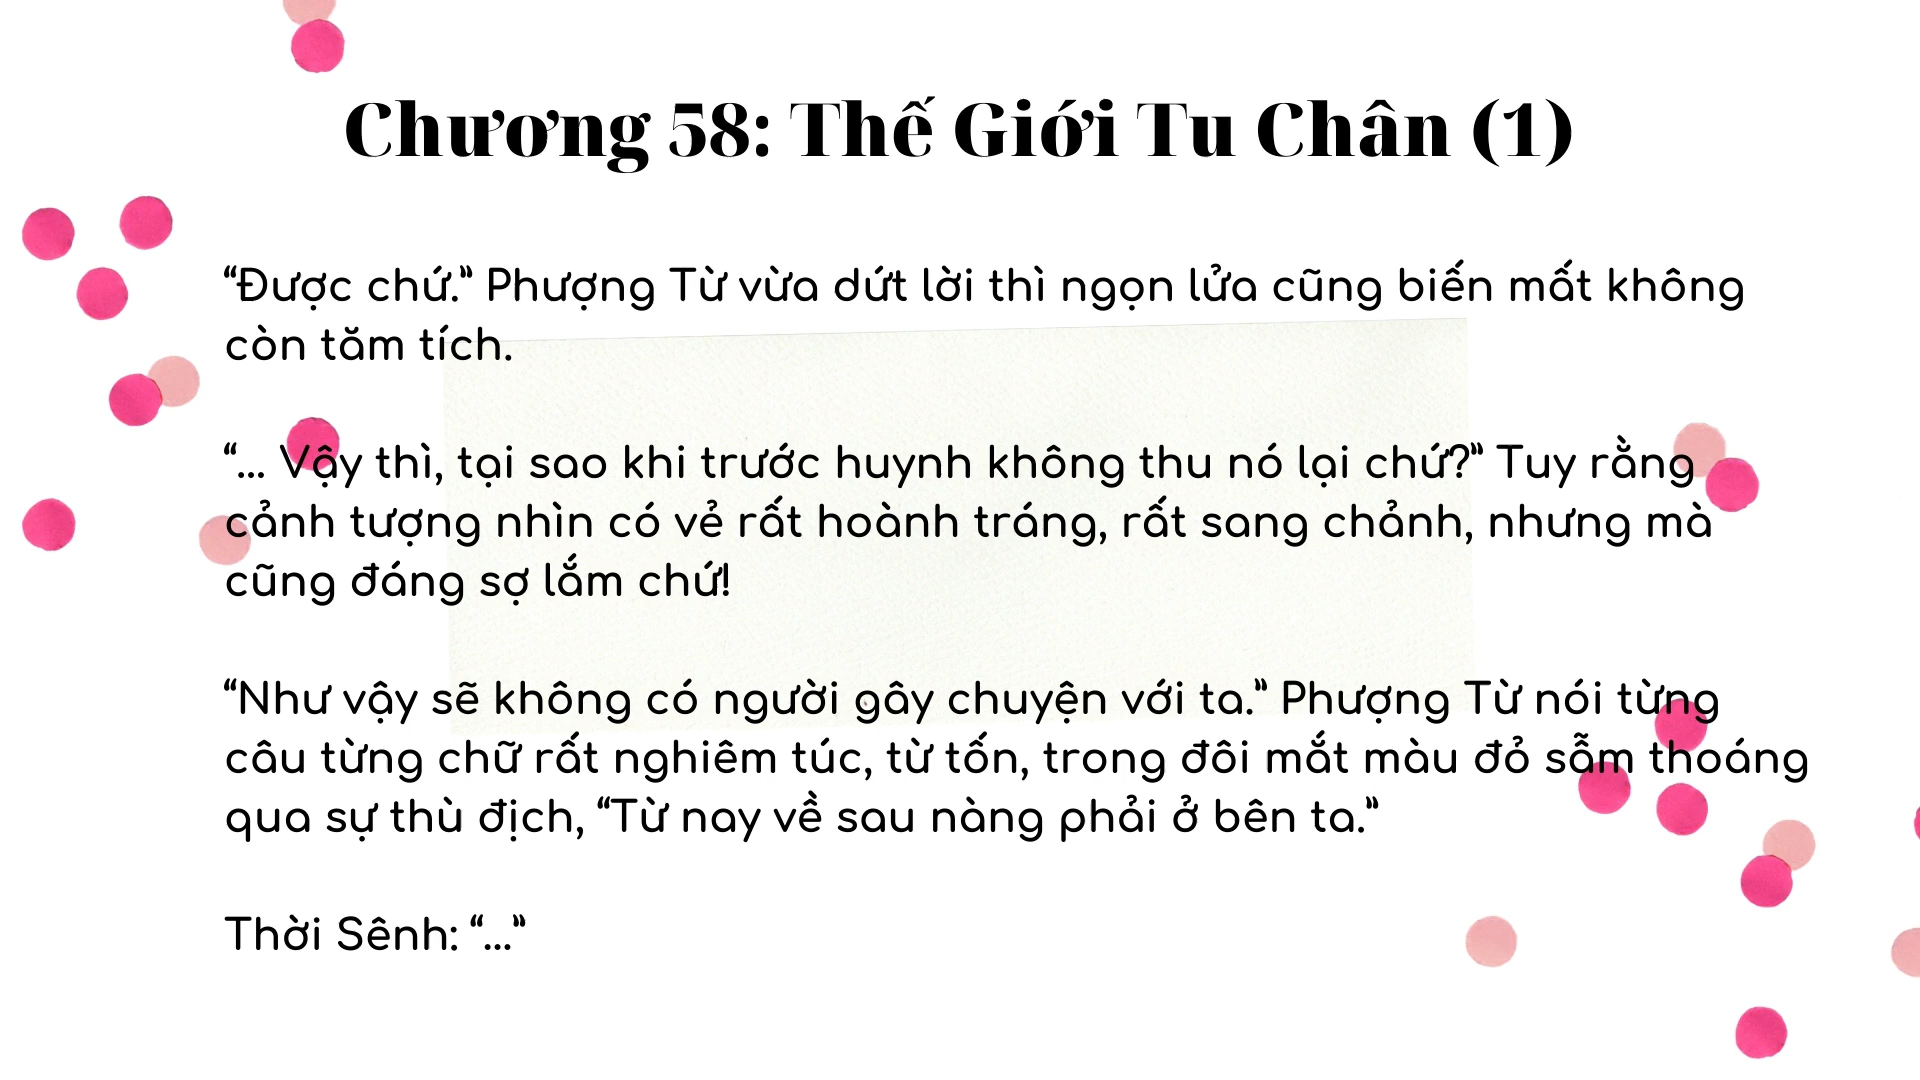 Chương 58: Thế Giới Tu Chân (1)
“Được chứ.” Phượng Từ vừa dứt lời thì ngọn lửa cũng biến mất không
còn tăm tích.
“... Vậy thì, tại sao khi trước huynh không thu nó lại chứ?” Tuy rằng
cảnh tượng nhìn có vẻ rất hoành tráng, rất sang chảnh, nhưng mà
cũng đáng sợ lắm chứ!
“Như vậy sẽ không có người gây chuyện với ta.” Phượng Từ nói từng
câu từng chữ rất nghiêm túc, từ tốn, trong đôi mắt màu đỏ sẫm thoáng
qua sự thù địch, “Từ nay về sau nàng phải ở bên ta.”
Thời Sênh: “...”